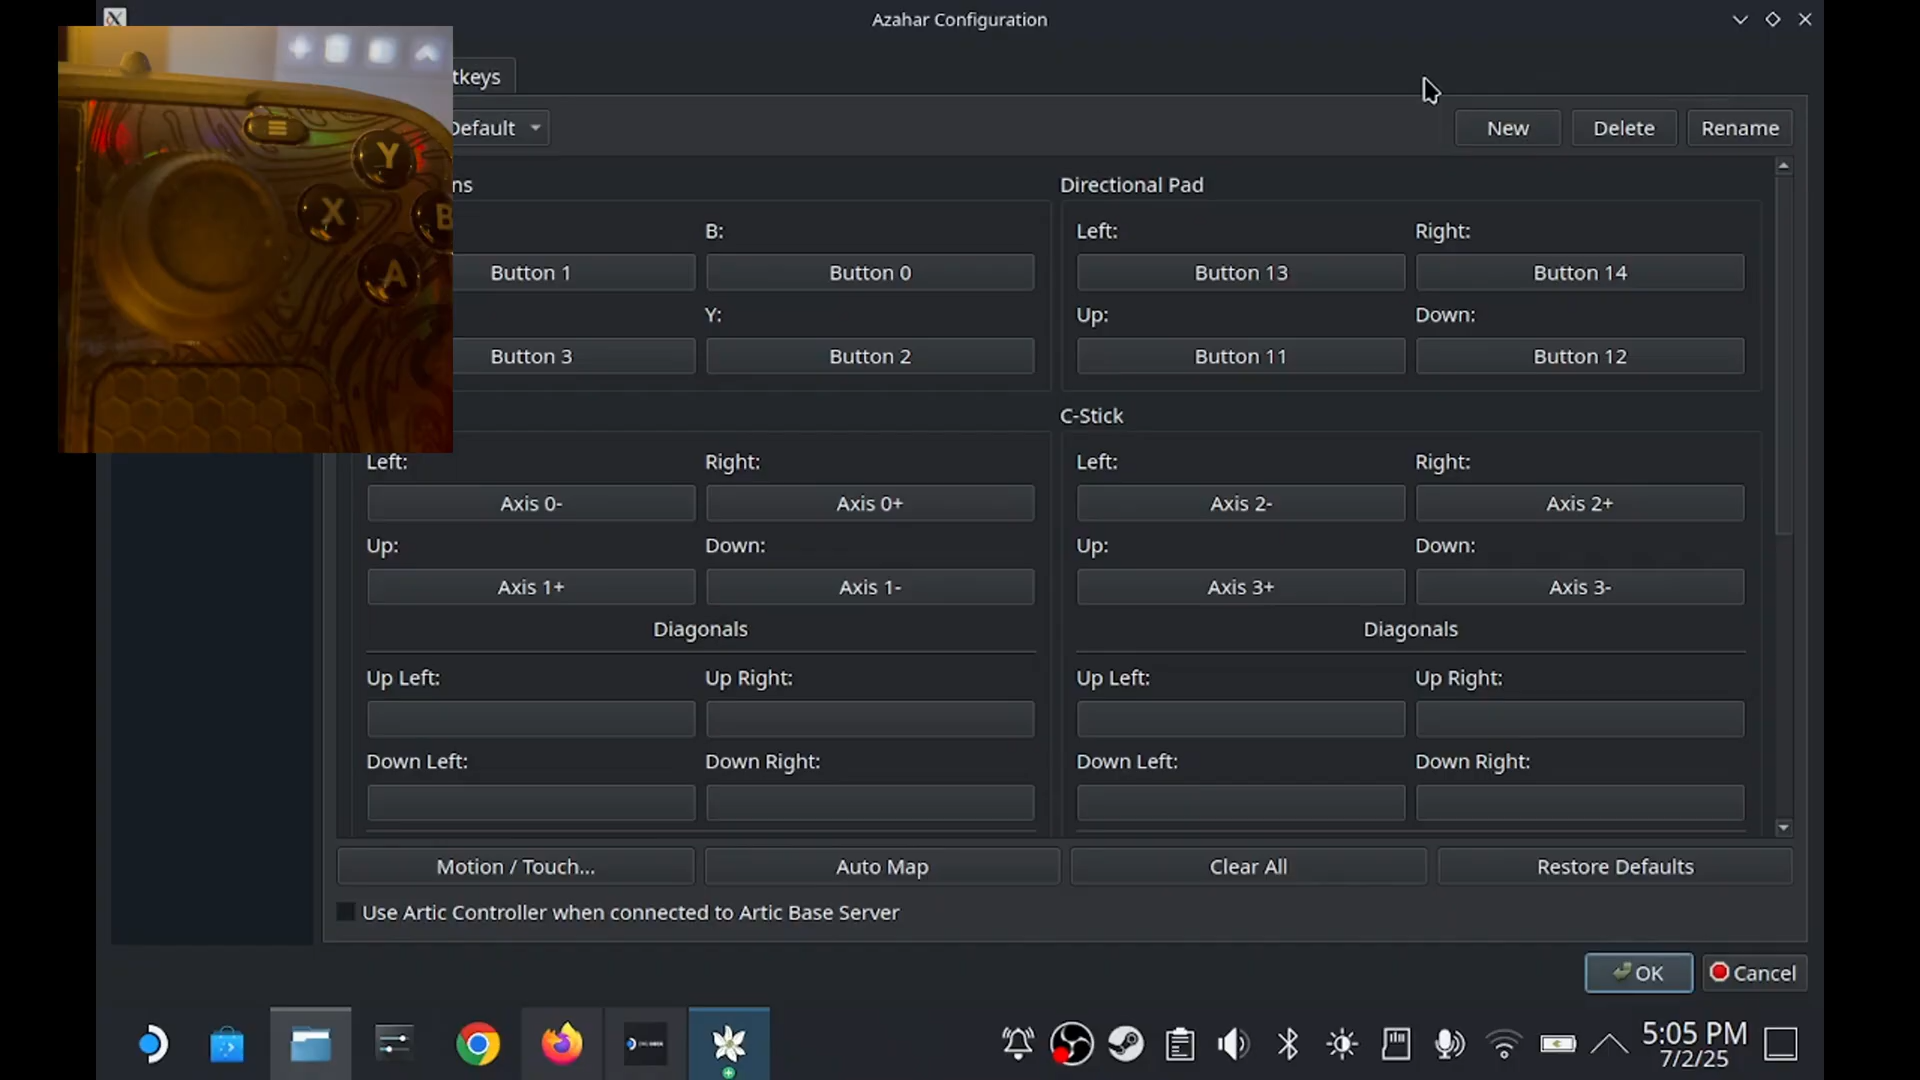 Azahar Configuration
tkeys
Default
New
Delete
Rename
ns
Directional Pad
Y
X
B
A
B:
Left:
Right:
Button 1
Button 0
Button 13
Button 14
Y:
Up:
Down:
Button 3
Button 2
Button 11
Button 12
C-Stick
Left:
Right:
Left:
Right:
Axis 0-
Axis 0+
Axis 2-
Axis 2+
Up:
Down:
Up:
Down:
Axis 1+
Axis 1-
Axis 3+
Axis 3-
Diagonals
Diagonals
Up Left:
Up Right:
Up Left:
Up Right:
Down Left:
Down Right:
Down Left:
Down Right:
Motion / Touch...
Auto Map
Clear All
Restore Defaults
Use Artic Controller when connected to Artic Base Server
OK
Cancel
5:05 PM
7/2/25